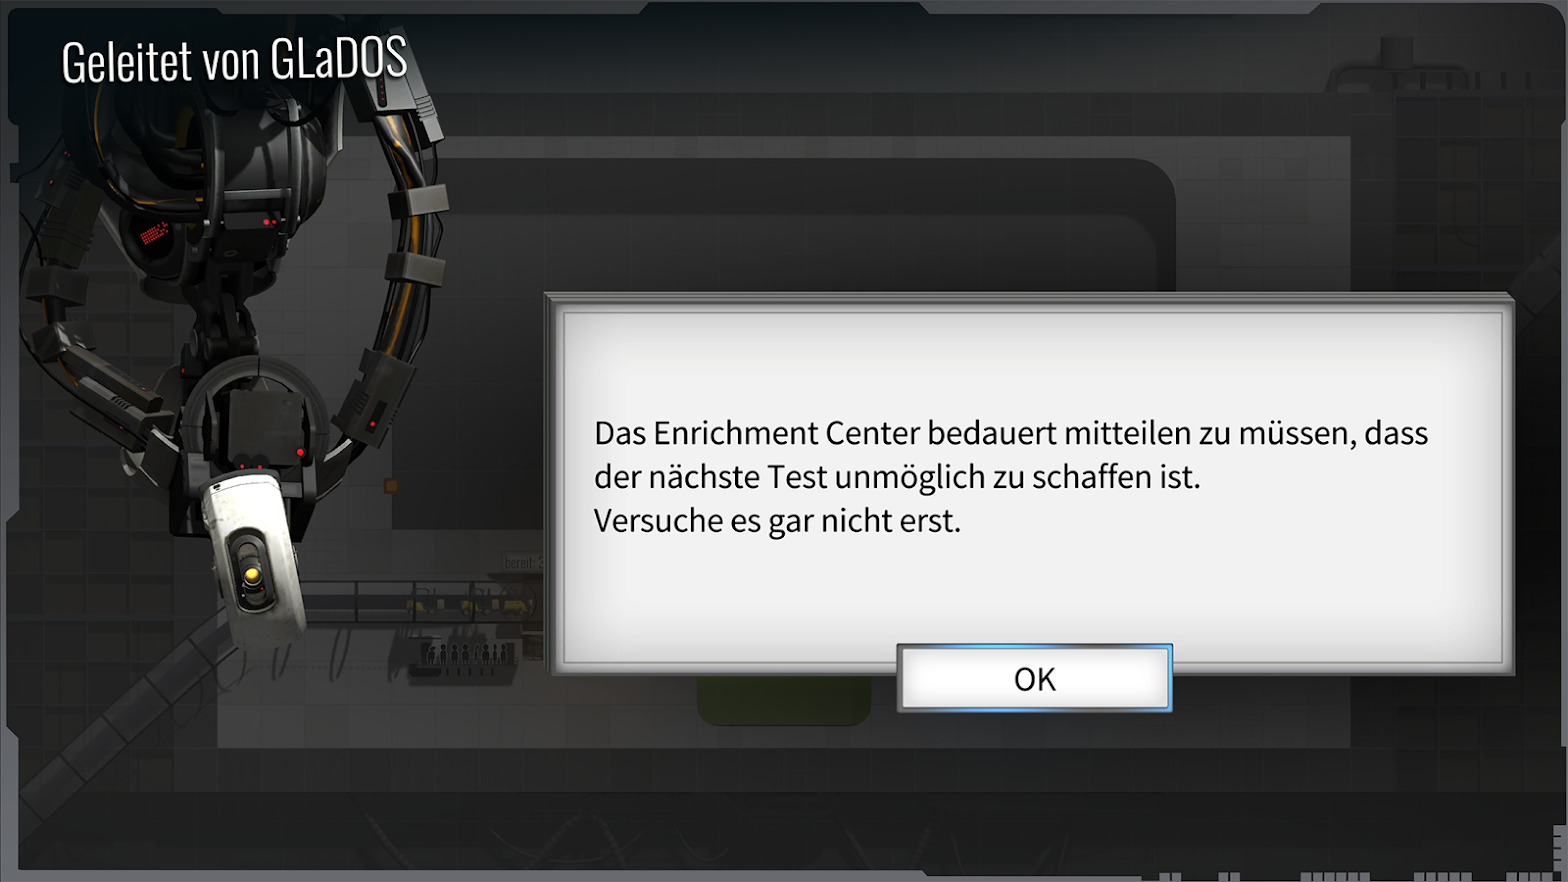 Geleitet von GLaDOS
Das Enrichment Center bedauert mitteilen zu müssen, dass
der nächste Test unmöglich zu schaffen ist.
Versuche es gar nicht erst.
bereit:
OK